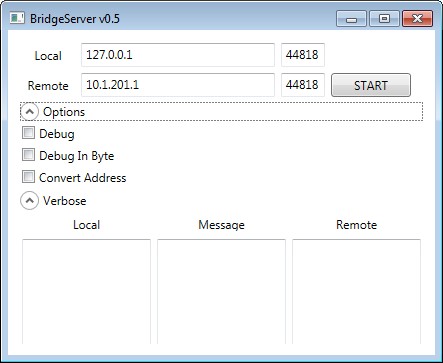 BridgeServer v0.5
Local 127.0.0.1 44818
Remote 10.1.201.1 44818 START
Options
Debug
Debug In Byte
Convert Address
Verbose
Local Message Remote